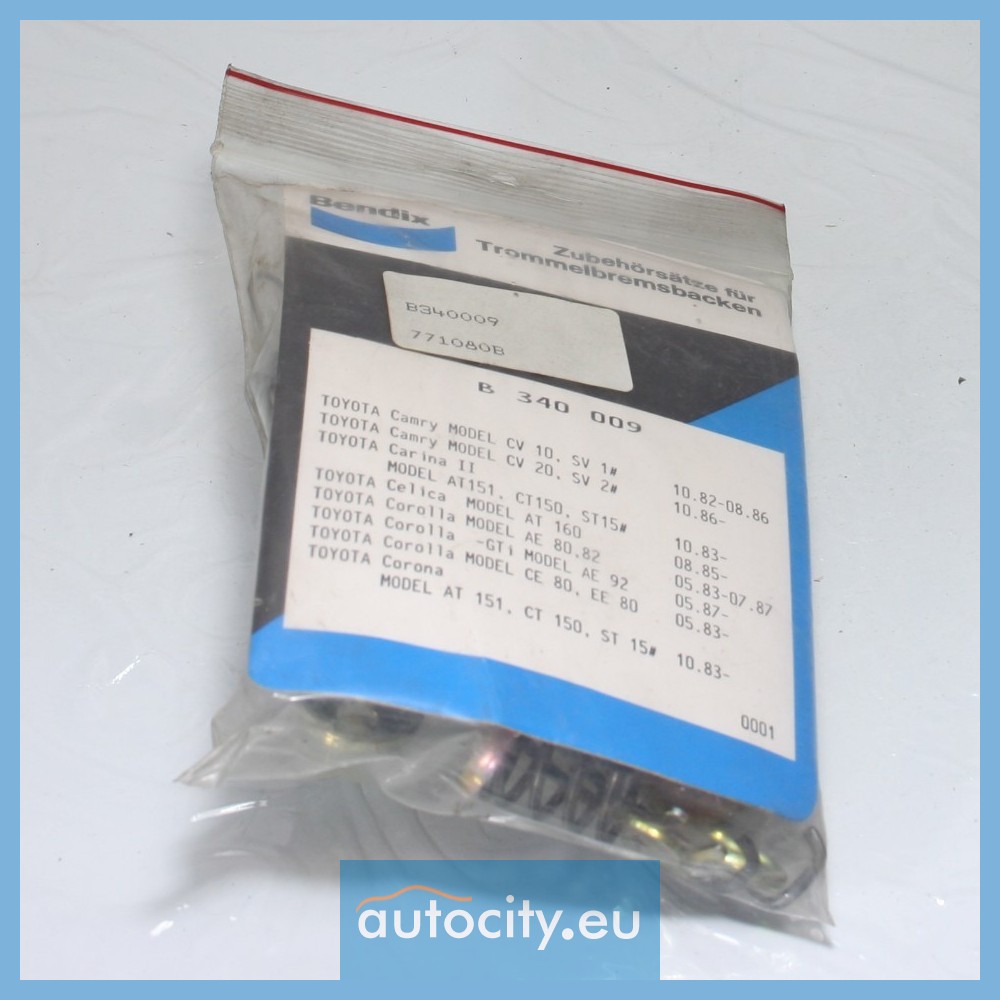 Bendix
Zubehörsätze für
Trommelbremsbacken
B340009
771080B
B 340 009
TOYOTA Camry MODEL CV 10, SV 1# 10.82-08.86
TOYOTA Camry MODEL CV 20, SV 2# 10.86-
TOYOTA Carina II
MODEL AT151, CT150, ST15# 10.83-
TOYOTA Celica MODEL AT 160 08.85-
TOYOTA Corolla MODEL AE 80,82 05.83-07.87
TOYOTA Corolla -GTi MODEL AE 92 05.87-
TOYOTA Corolla MODEL CE 80, EE 80 05.83-
TOYOTA Corona
MODEL AT 151, CT 150, ST 15# 10.83-
0001
autocity.eu